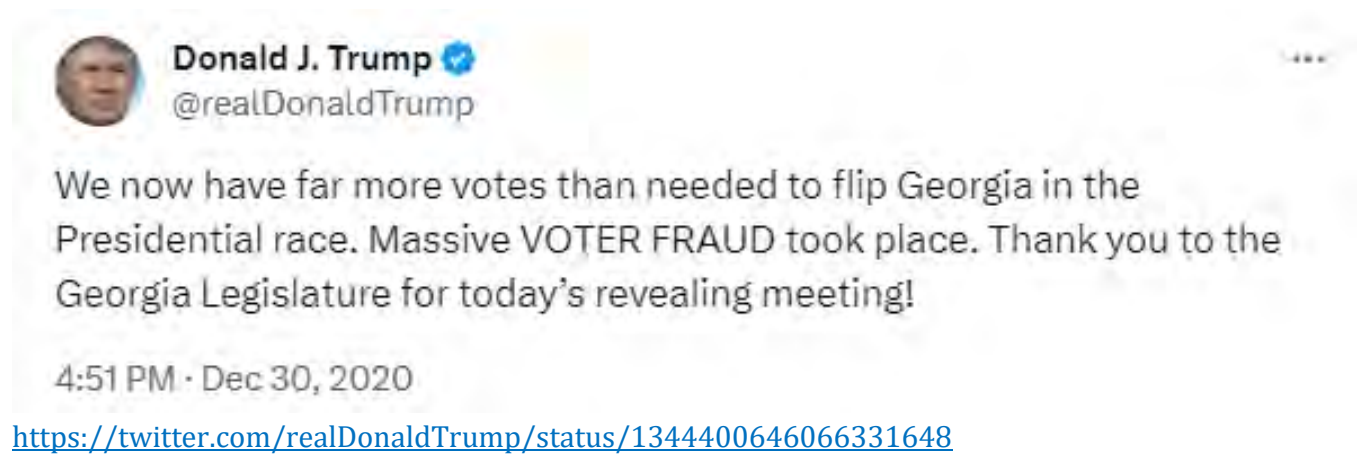 Donald J. Trump
@realDonaldTrump
We now have far more votes than needed to flip Georgia in the
Presidential race. Massive VOTER FRAUD took place. Thank you to the
Georgia Legislature for today’s revealing meeting!
4:51 PM · Dec 30, 2020
https://twitter.com/realDonaldTrump/status/1344400646066331648